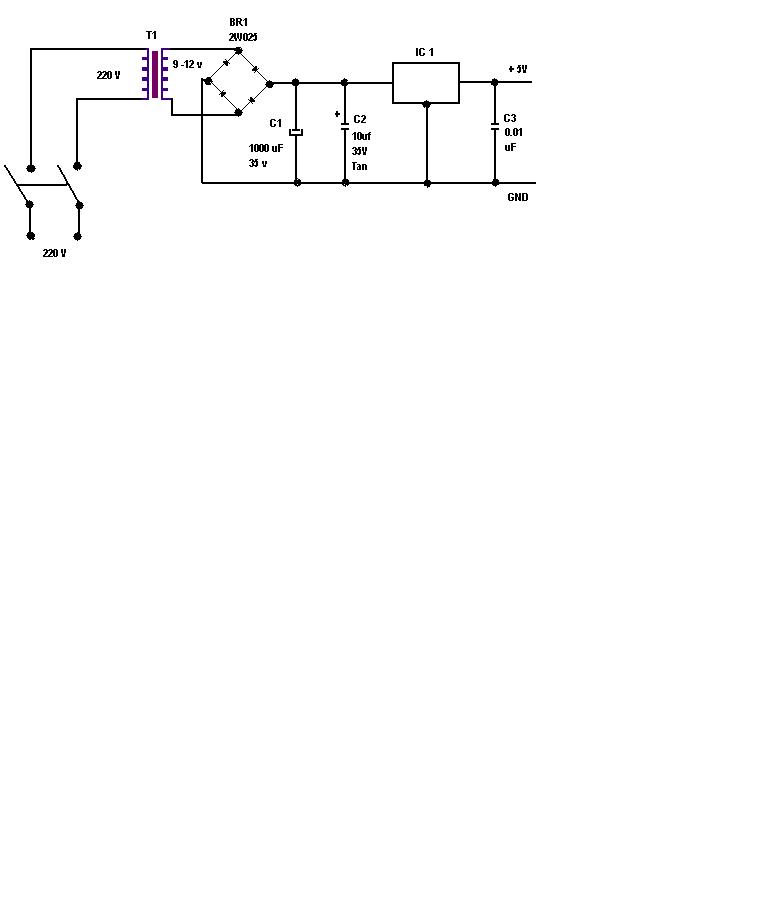 T1
BR1
2W025
IC 1
220 V
9 -12 v
+ 5V
C1
1000 uF
35 v
+
C2
10uf
35V
Tan
C3
0.01
uF
GND
220 V